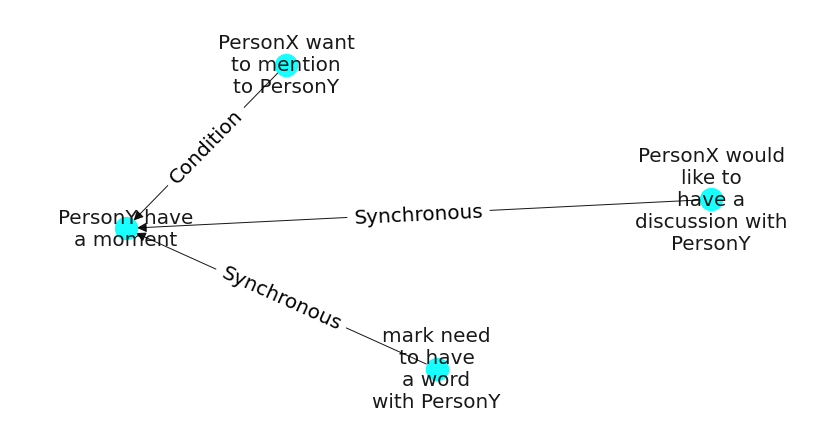 PersonX want
to mention
to PersonY
Condition
PersonX would
like to
have a
discussion with
PersonY
Synchronous
PersonY have
a moment
Synchronous
mark need
to have
a word
with PersonY